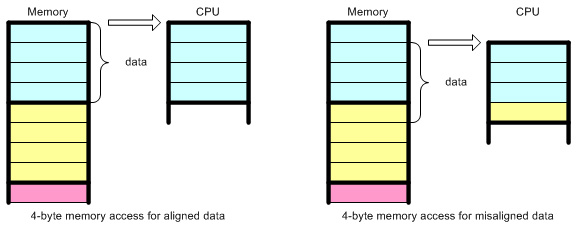 Memory
CPU
data
4-byte memory access for aligned data
Memory
CPU
data
4-byte memory access for misaligned data